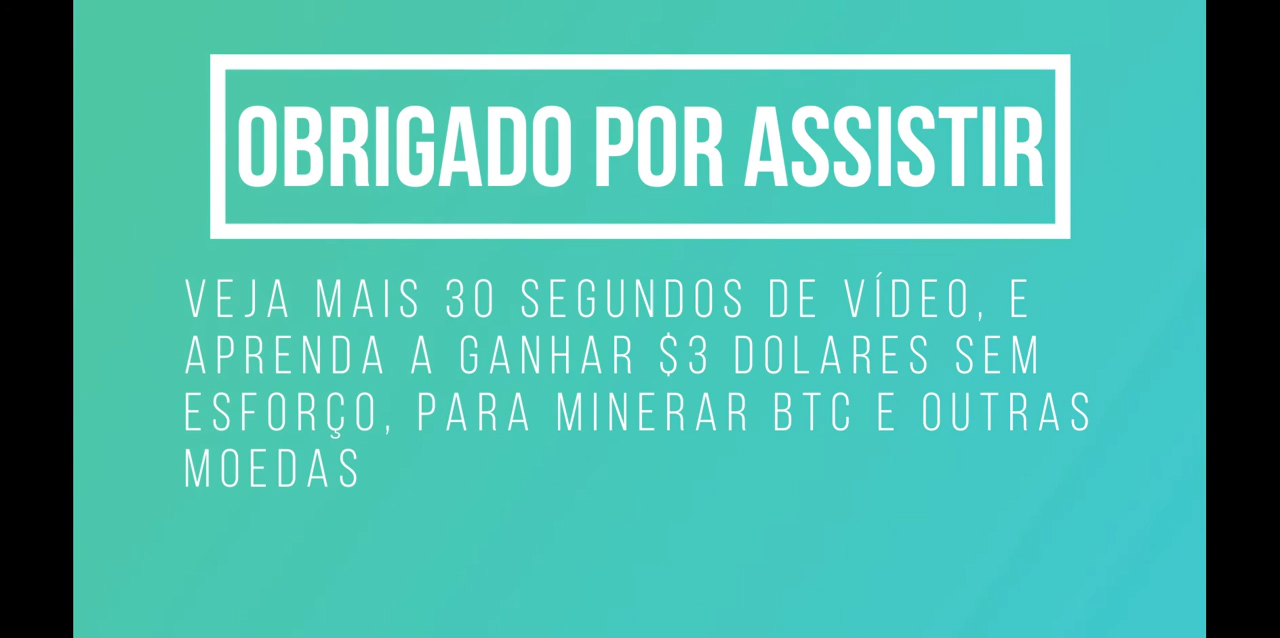 OBRIGADO POR ASSISTIR
VEJA MAIS 30 SEGUNDOS DE VÍDEO, E
APRENDA A GANHAR $3 DOLARES SEM
ESFORÇO, PARA MINERAR BTC E OUTRAS
MOEDAS